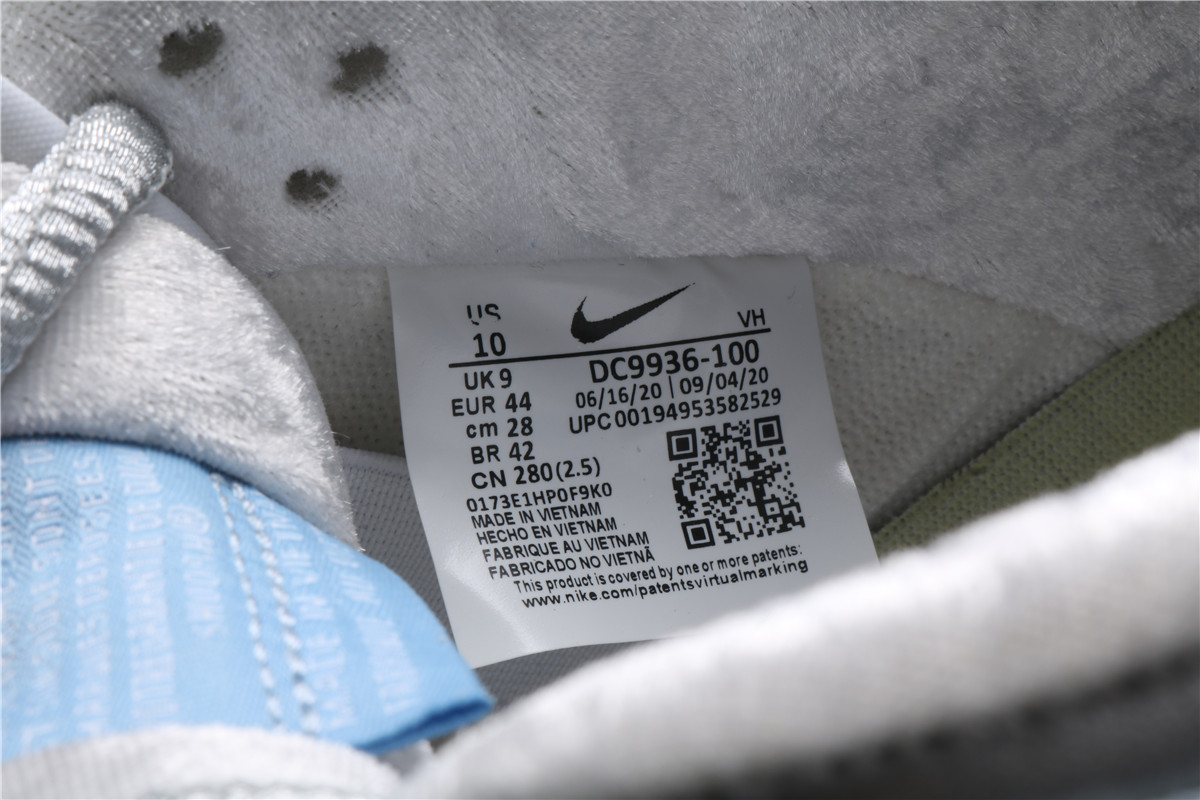 US
10
VH
UK 9
EUR 44
cm 28
BR 42
CN 280(2.5)
DC9936-100
06/16/20 | 09/04/20
UPC 00194953582529
0173E1HP0F9K0
MADE IN VIETNAM
HECHO EN VIETNAM
FABRIQUE AU VIETNAM
FABRICADO NO VIETNÃ
This product is covered by one or more patents:
www.nike.com/patentsvirtualmarking